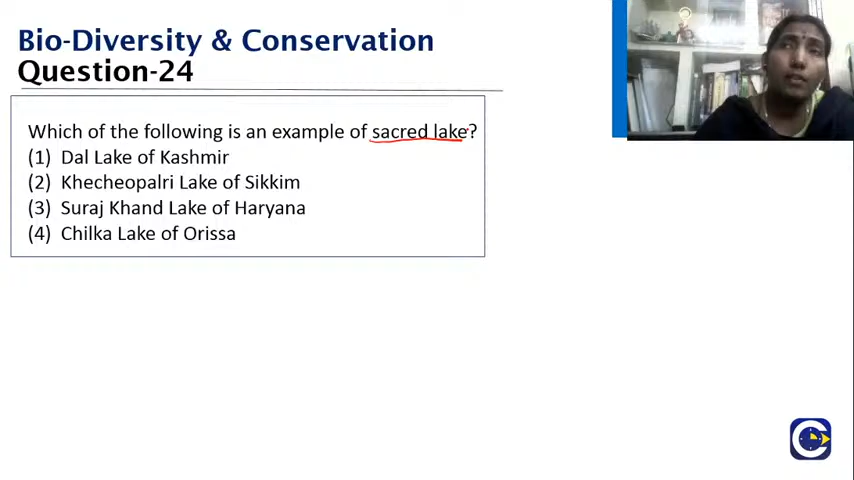 Bio-Diversity & Conservation
Question-24
Which of the following is an example of sacred lake?
(1) Dal Lake of Kashmir
(2) Khecheopalri Lake of Sikkim
(3) Suraj Khand Lake of Haryana
(4) Chilka Lake of Orissa